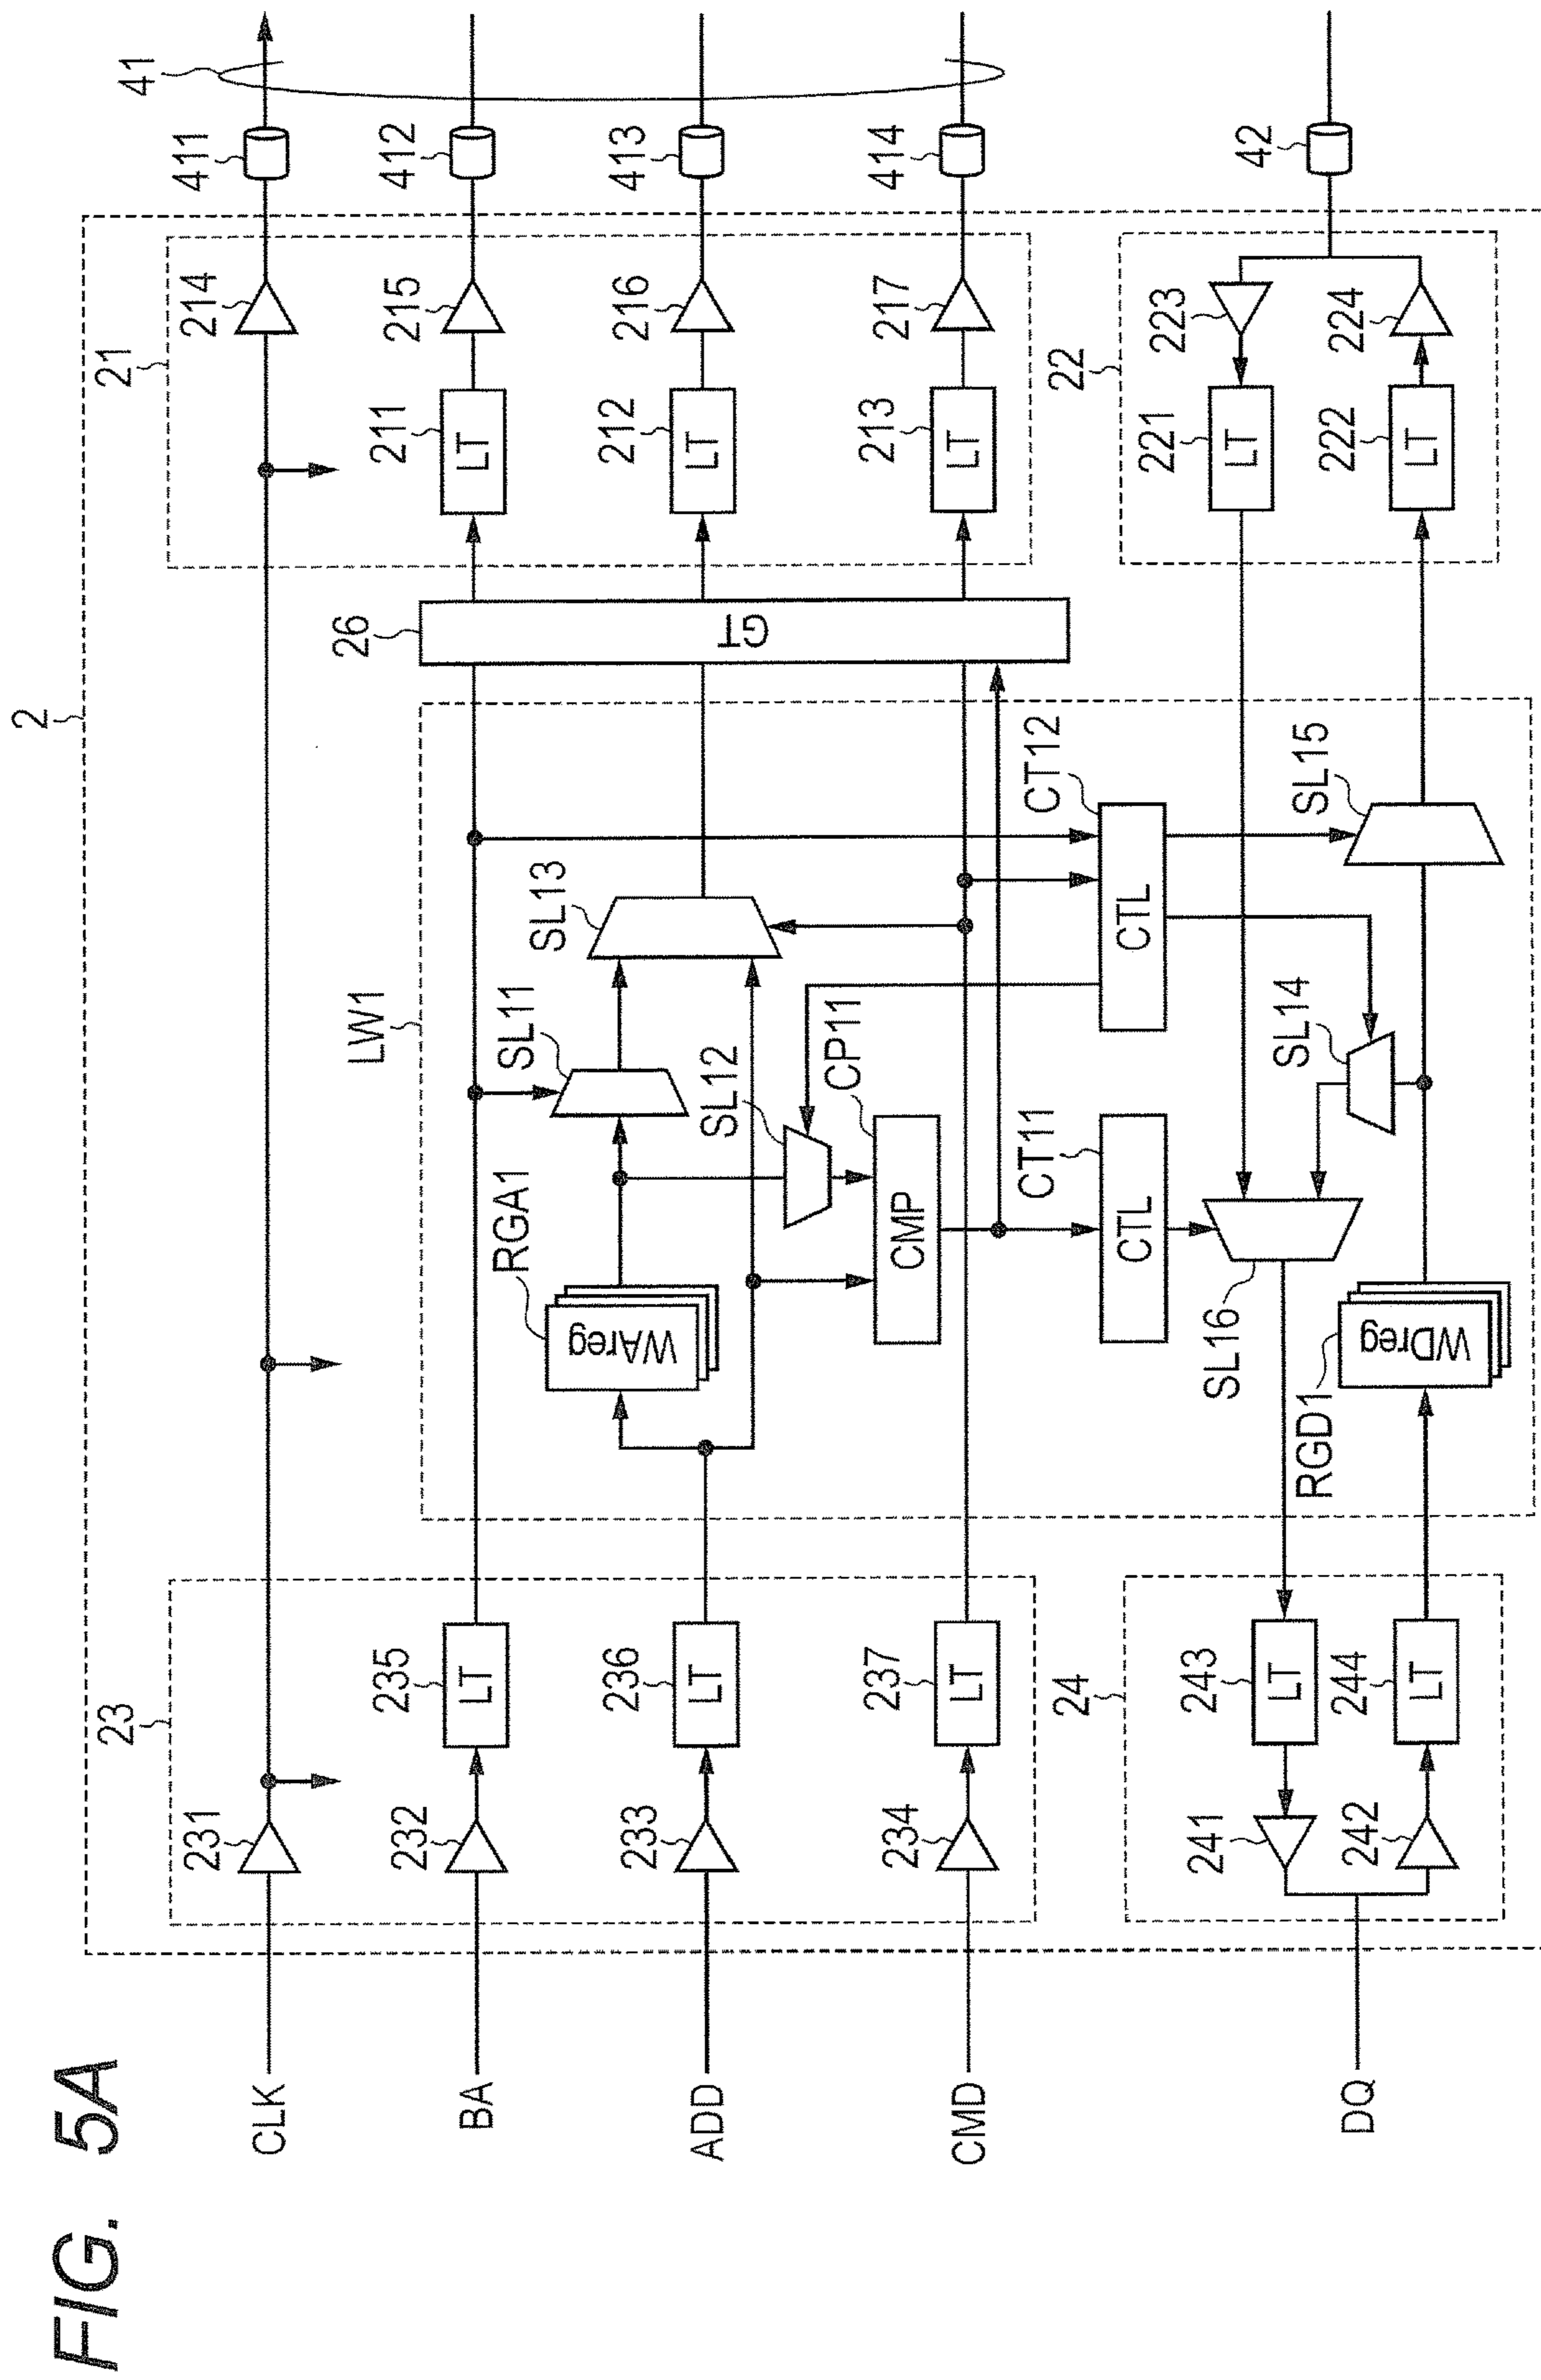 FIG. 5A
2
23
21
41
CLK
231
214
411
BA
232
235
LT
211
LT
215
412
LW1
26
GT
ADD
233
236
LT
RGA1
WAreg
SL11
SL13
212
LT
216
413
SL12
CP11
CMP
CMD
234
237
LT
213
LT
217
414
CT11
CTL
CT12
CTL
24
22
DQ
241
243
LT
242
244
LT
SL16
RGD1
WDreg
SL14
SL15
221
LT
223
222
LT
224
42